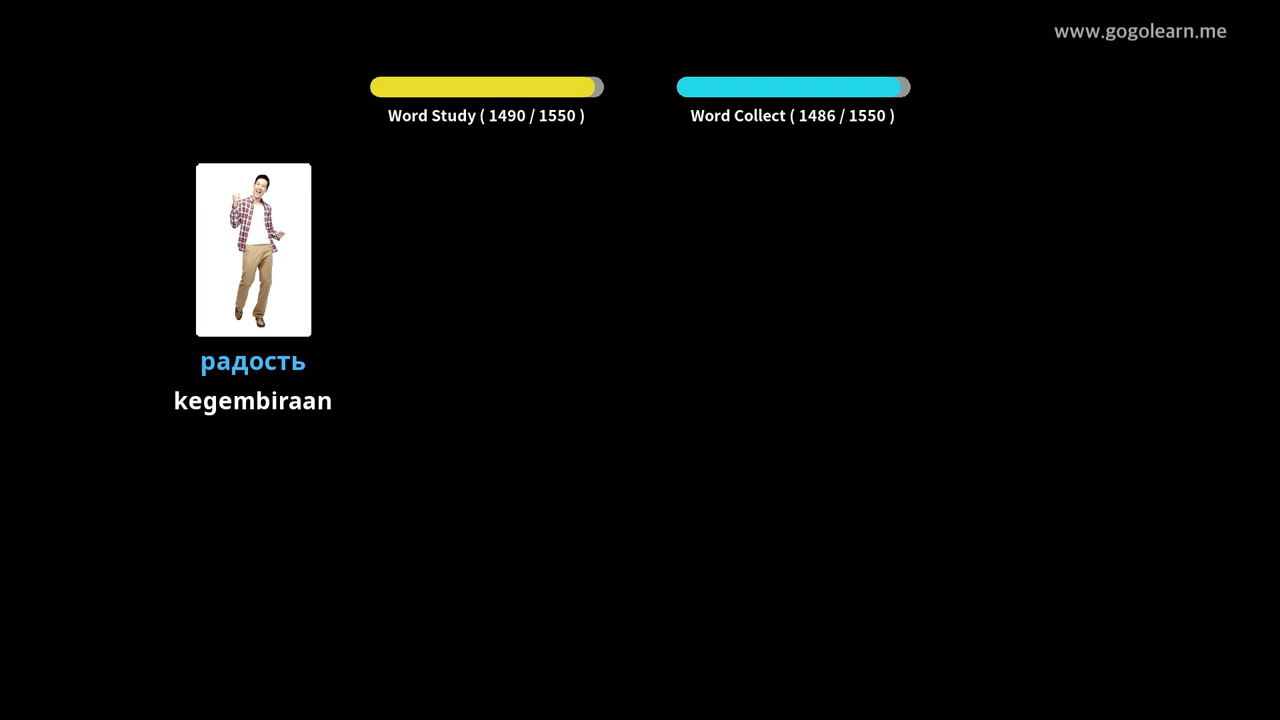 www.gogolearn.me
Word Study ( 1490 / 1550 )
Word Collect ( 1486 / 1550 )
радость
kegembiraan